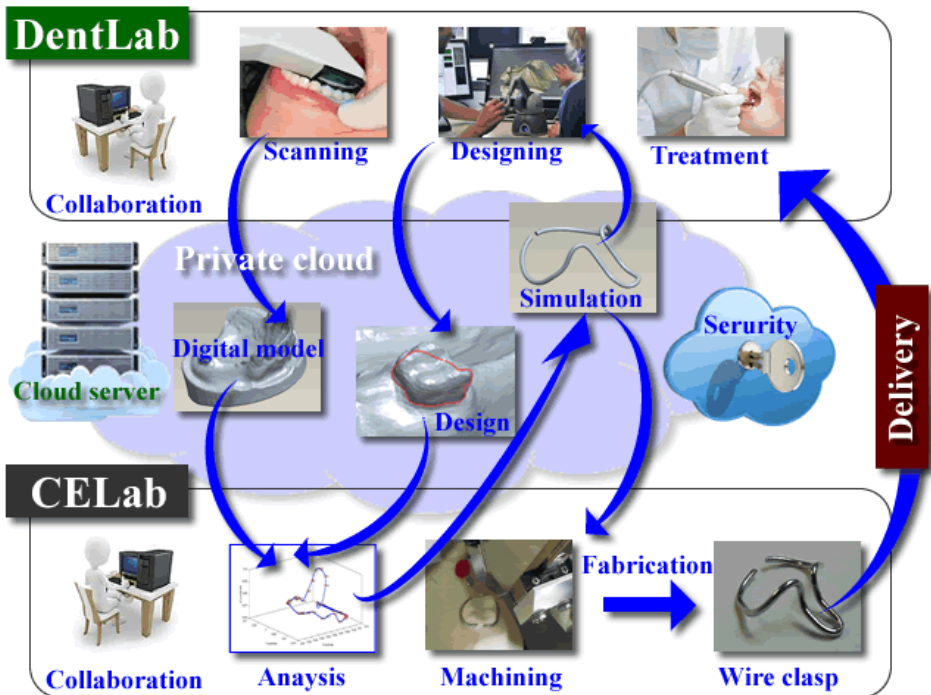 DentLab
Scanning
Designing
Treatment
Collaboration
Private cloud
Simulation
Digital model
Serurity
Cloud server
Design
Delivery
CELab
Fabrication
Collaboration
Anaysis
Machining
Wire clasp